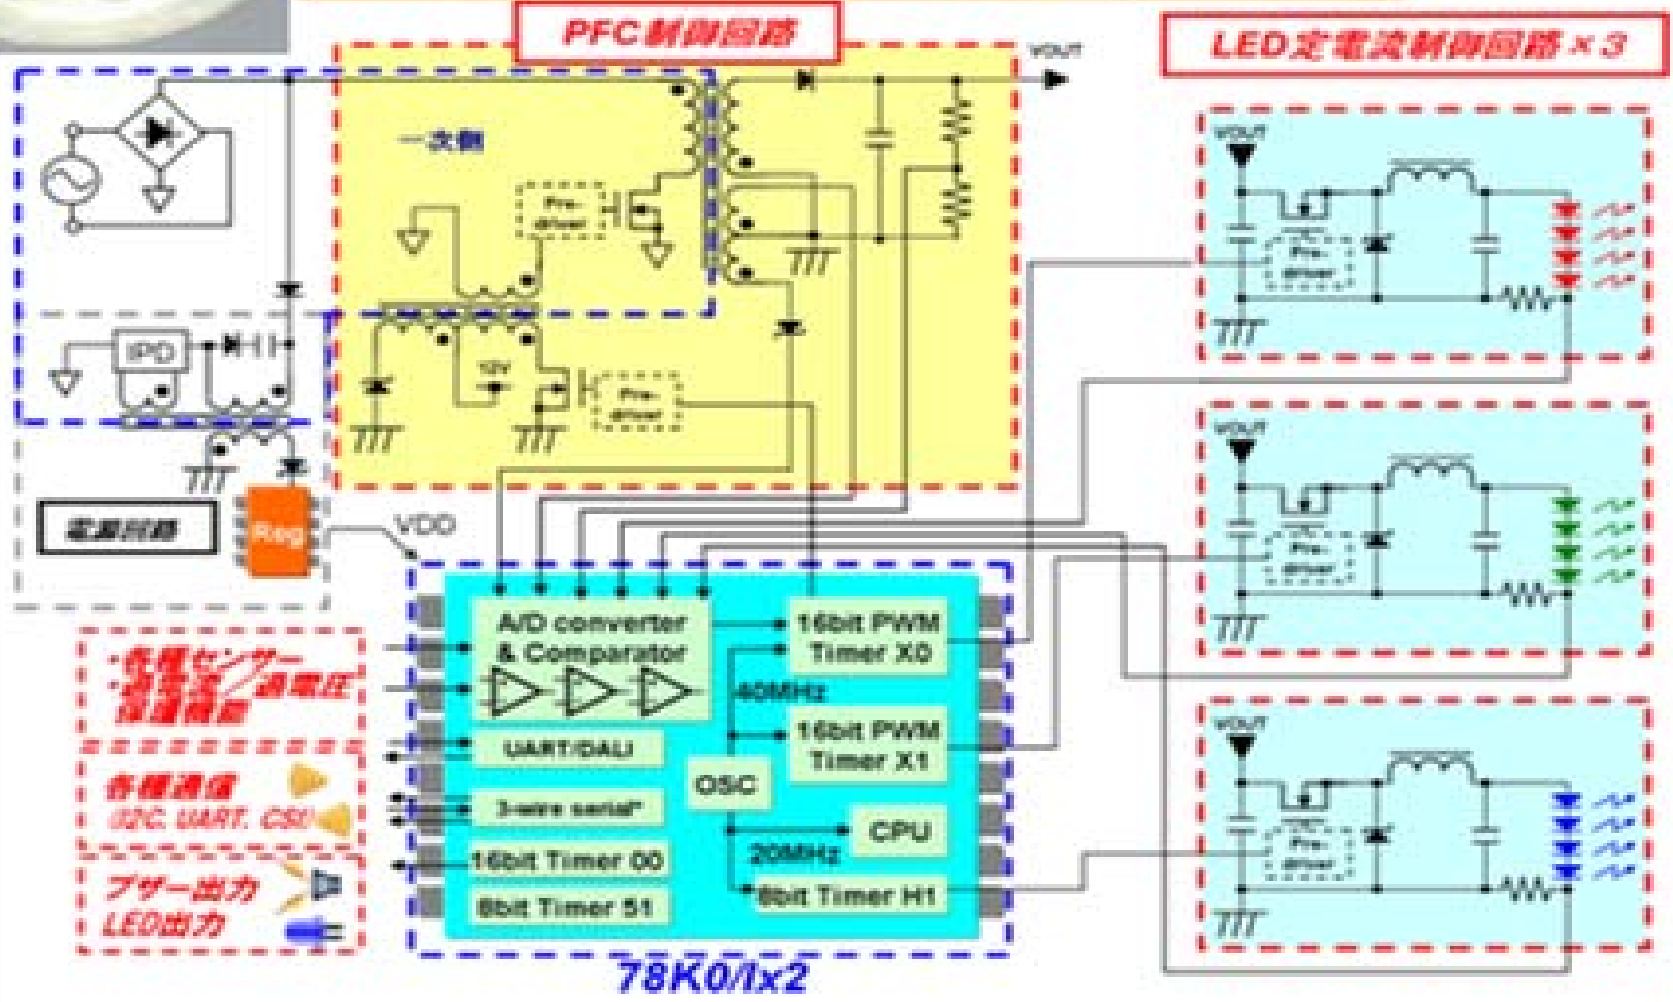 PFC制御回路
LED定電流制御回路×3
VOUT
一次側
Pre-
driver
IPD
12V
Pre-
driver
電源回路
Reg
VDD
VOUT
Pre-
driver
VOUT
Pre-
driver
VOUT
Pre-
driver
A/D converter
& Comparator
16bit PWM
Timer X0
40MHz
16bit PWM
Timer X1
UART/DALI
OSC
3-wire serial*
CPU
20MHz
16bit Timer 00
8bit Timer H1
8bit Timer 51
78K0/Ix2
・各種センサー
・過電流/過電圧
保護機能
各種通信
I2C. UART. CSI
ブザー出力
LED出力